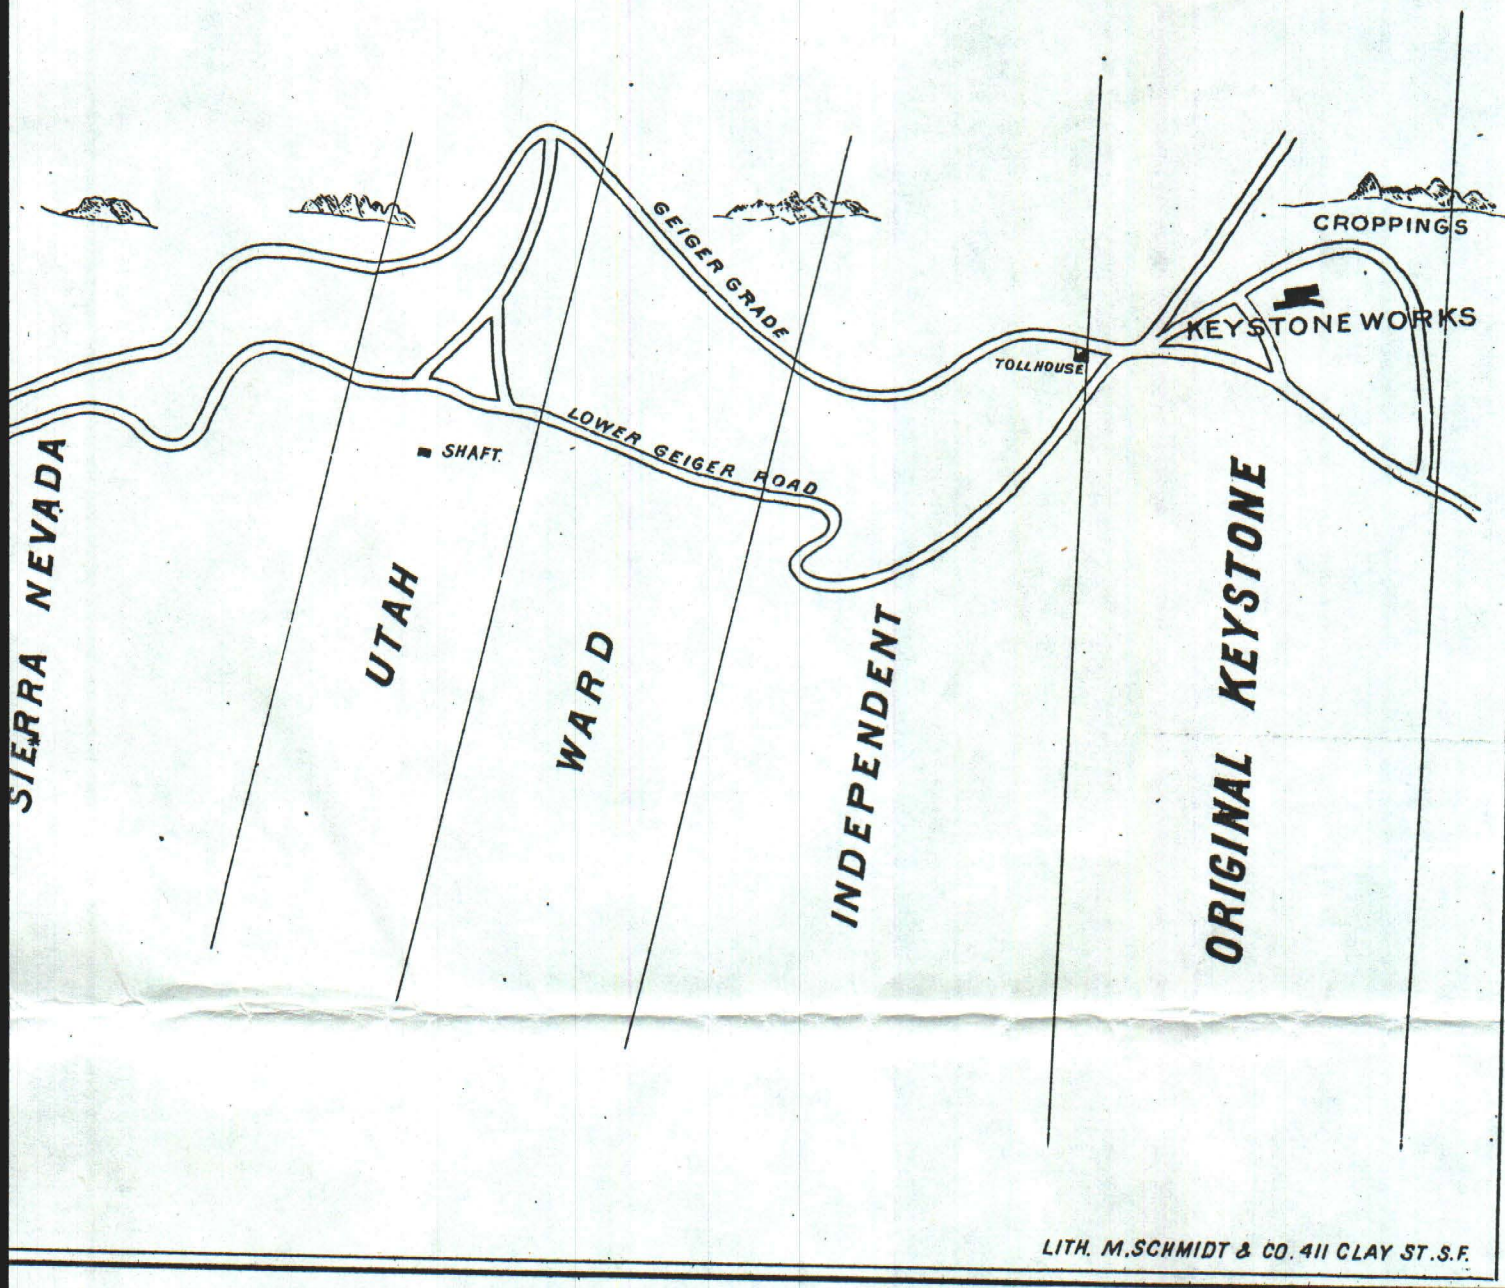 CROPPINGS
GEIGER GRADE
KEYSTONE WORKS
TOLLHOUSE
LOWER GEIGER ROAD
SHAFT.
SIERRA NEVADA
UTAH
WARD
INDEPENDENT
ORIGINAL KEYSTONE
LITH. M. SCHMIDT & CO. 411 CLAY ST. S.F.